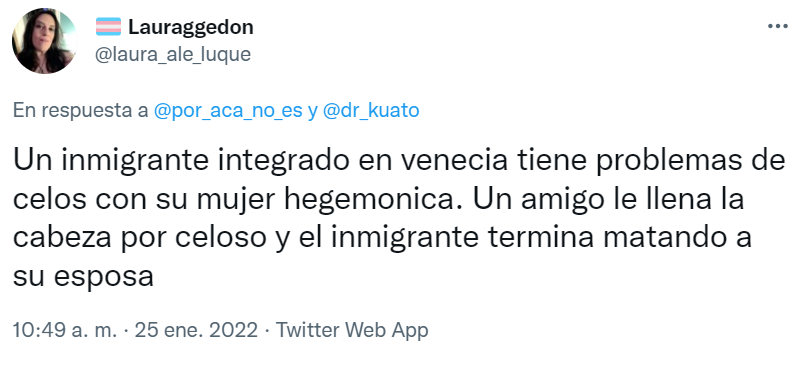 Lauraggedon
@laura_ale_luque
En respuesta a @por_aca_no_es y @dr_kuato
Un inmigrante integrado en venecia tiene problemas de
celos con su mujer hegemonica. Un amigo le llena la
cabeza por celoso y el inmigrante termina matando a
su esposa
10:49 a. m. · 25 ene. 2022 · Twitter Web App